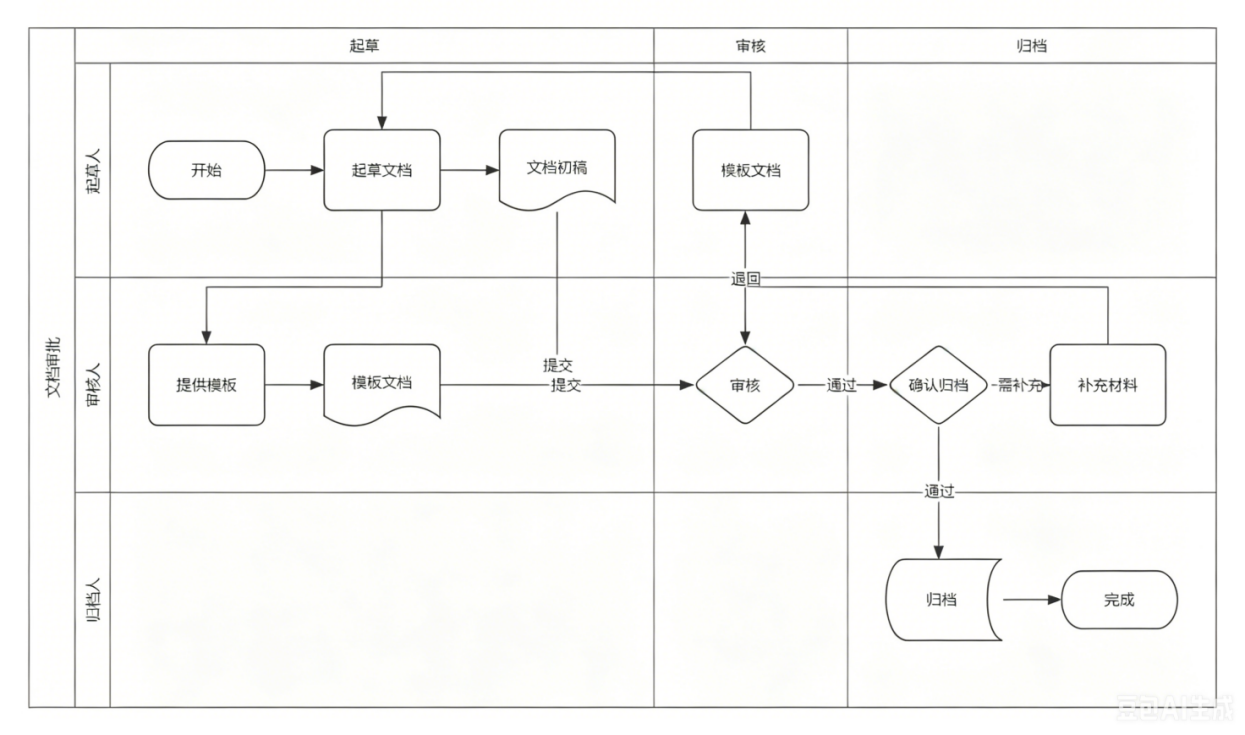 起草
审核
归档
文档审批
起草人
开始
起草文档
文档初稿
模板文档
退回
审核人
提供模板
模板文档
提交
提交
审核
通过
确认归档
需补充
补充材料
通过
归档人
归档
完成
豆包AI生成